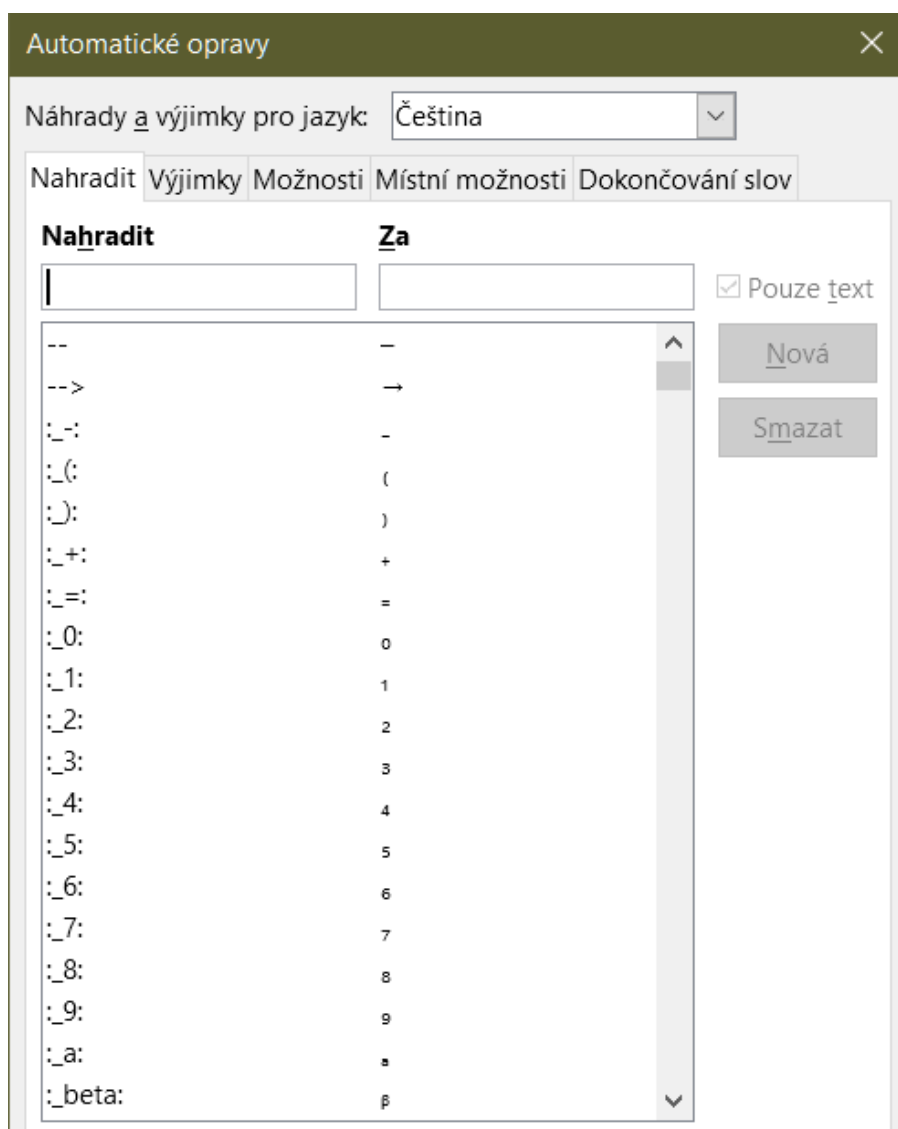 Automatické opravy
Náhrady a výjimky pro jazyk: Čeština
Nahradit Výjimky Možnosti Místní možnosti Dokončování slov
Nahradit Za
Pouze text
-- –
Nová
--> →
:_-: ₋
Smazat
:_(: ₍
:_): ₎
:_+: ₊
:_=: ₌
:_0: ₀
:_1: ₁
:_2: ₂
:_3: ₃
:_4: ₄
:_5: ₅
:_6: ₆
:_7: ₇
:_8: ₈
:_9: ₉
:_a: ₐ
:_beta: ᵦ